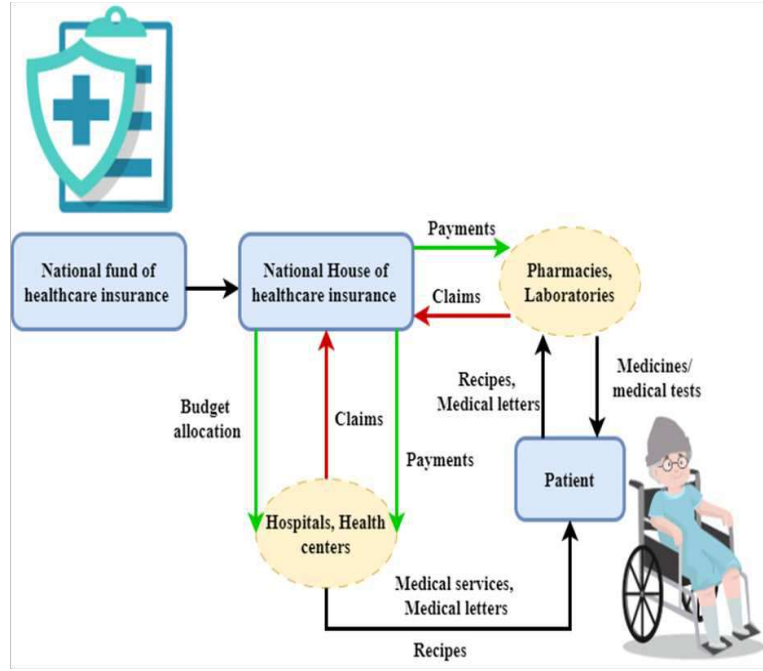 Payments
National fund of
healthcare insurance
National House of
healthcare insurance
Pharmacies,
Laboratories
Claims
Recipes,
Medical letters
Medicines/
medical tests
Budget
allocation
Claims
Payments
Patient
Hospitals, Health
centers
Medical services,
Medical letters
Recipes